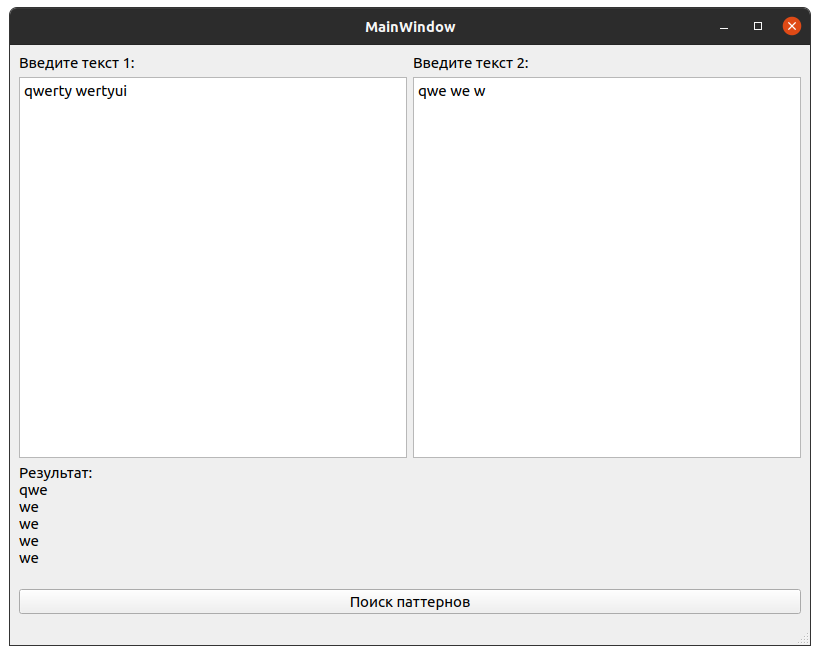 MainWindow
Введите текст 1:
Введите текст 2:
qwerty wertyui
qwe we w
Результат:
qwe
we
we
we
we
Поиск паттернов